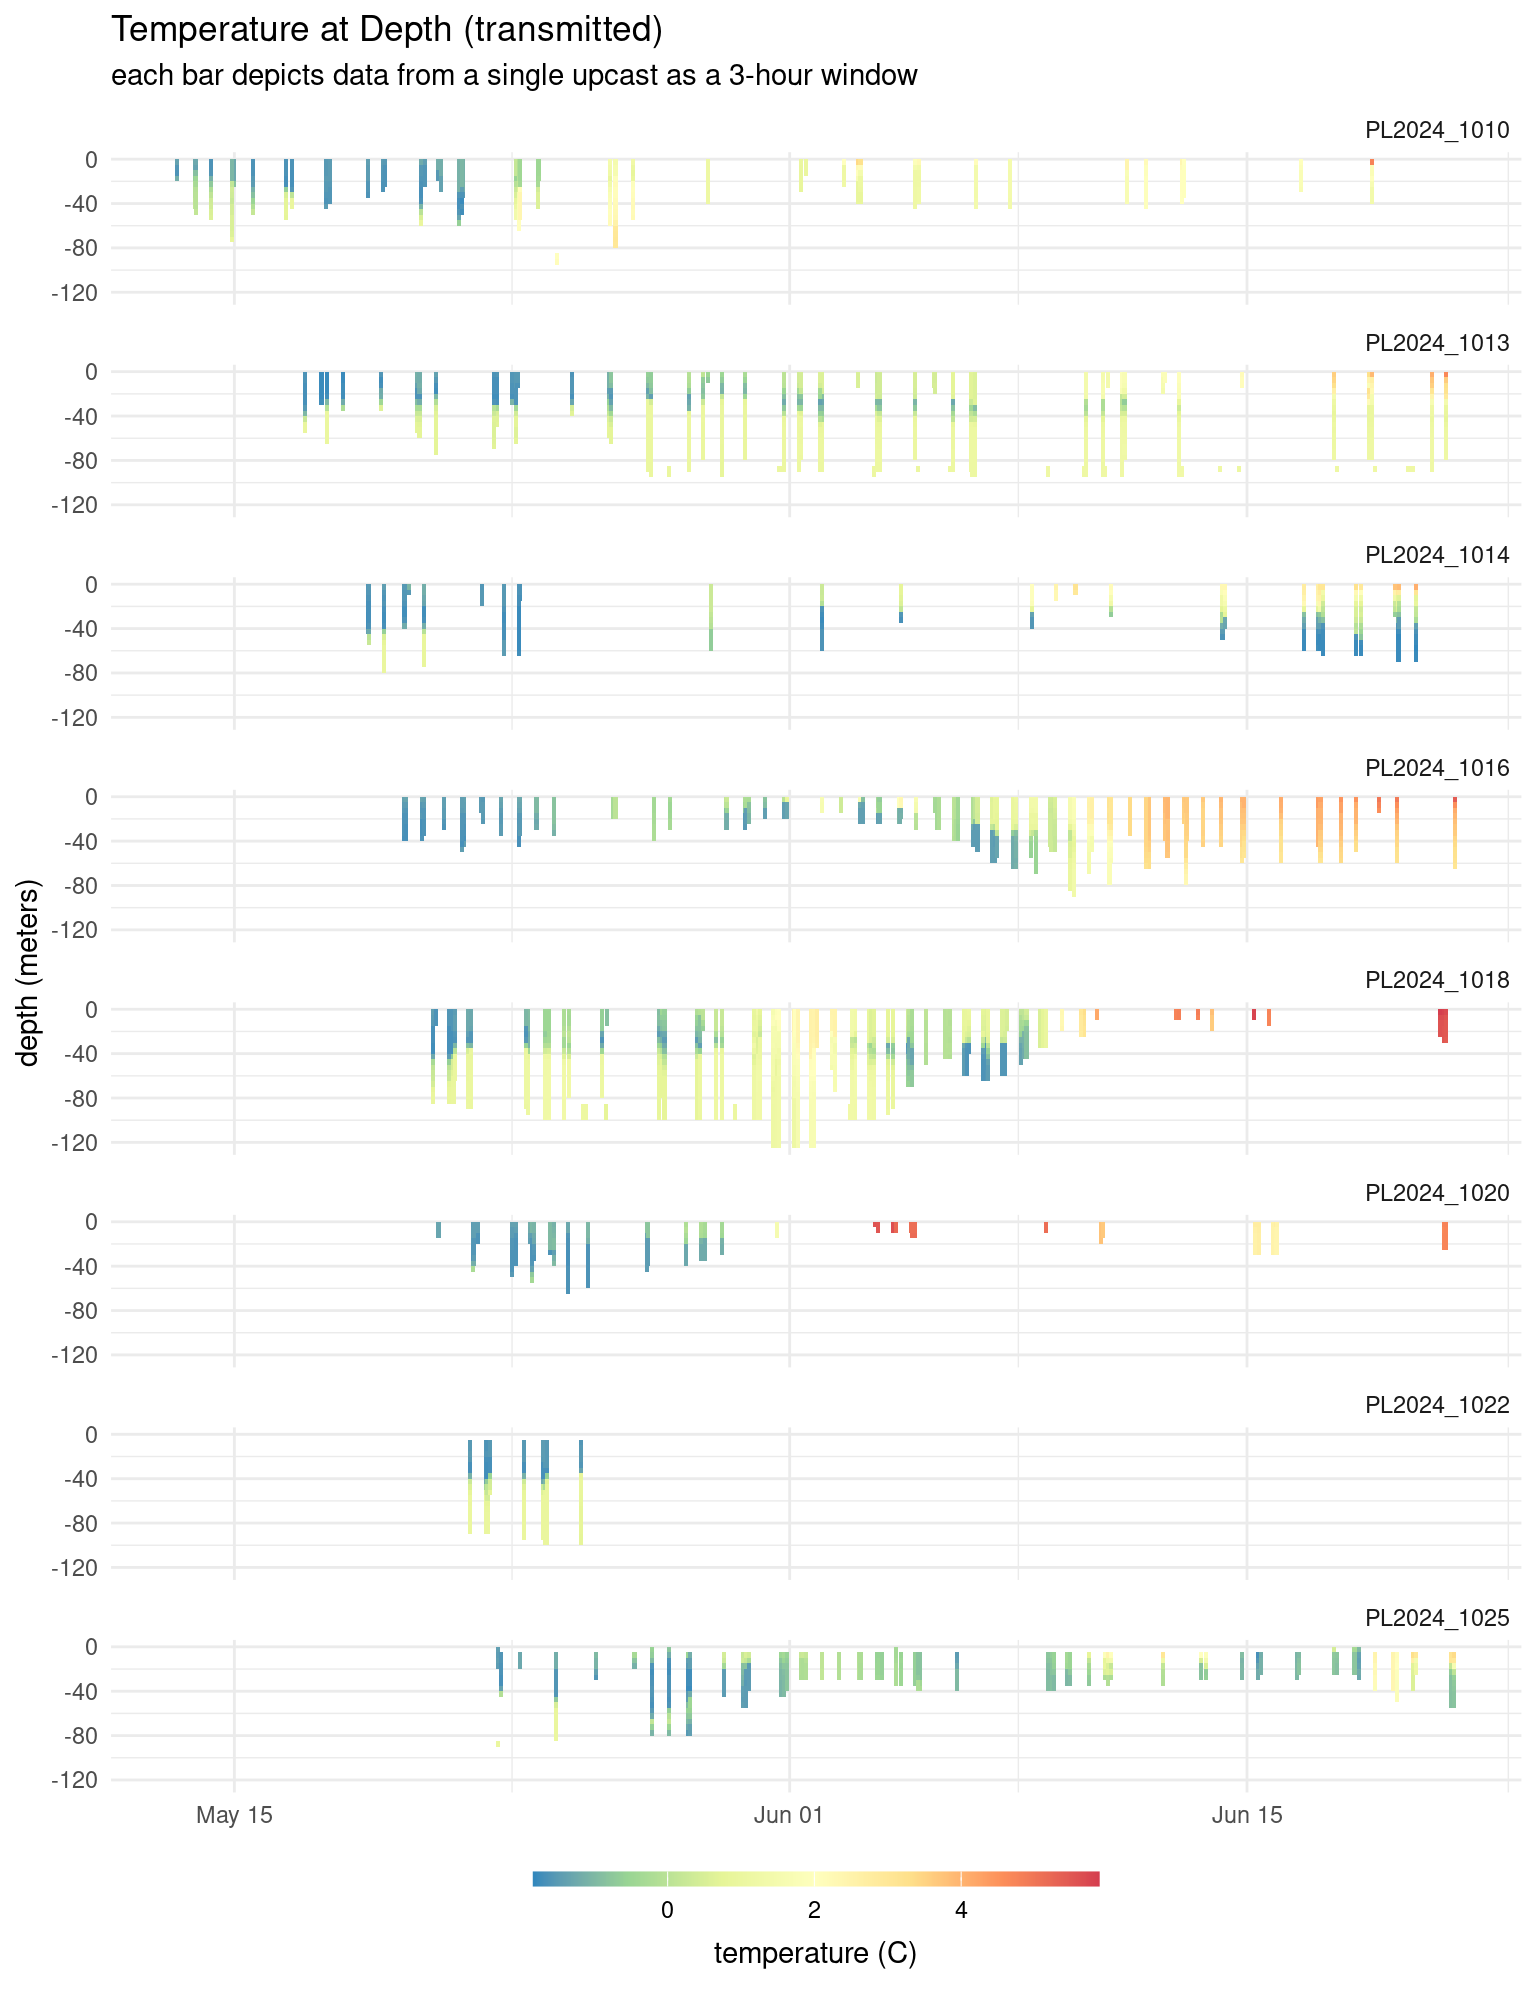 Temperature at Depth (transmitted)
each bar depicts data from a single upcast as a 3-hour window
PL2024_1010
0
-40
-80
-120
PL2024_1013
0
-40
-80
-120
PL2024_1014
0
-40
-80
-120
PL2024_1016
0
-40
-80
-120
depth (meters)
PL2024_1018
0
-40
-80
-120
PL2024_1020
0
-40
-80
-120
PL2024_1022
0
-40
-80
-120
PL2024_1025
0
-40
-80
-120
May 15 Jun 01 Jun 15
0 2 4
temperature (C)